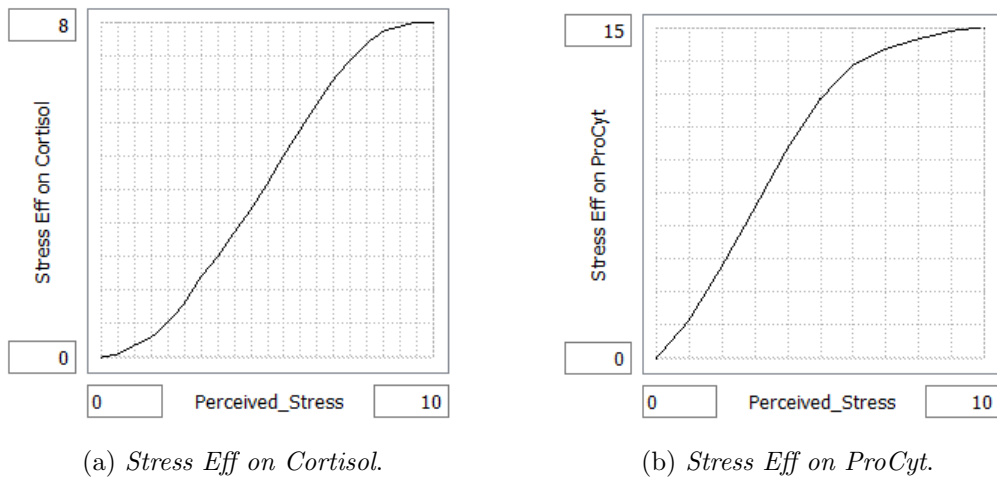 8
Stress Eff on Cortisol
0
0
Perceived_Stress
10
(a) Stress Eff on Cortisol.
15
Stress Eff on ProCyt
0
0
Perceived_Stress
10
(b) Stress Eff on ProCyt.